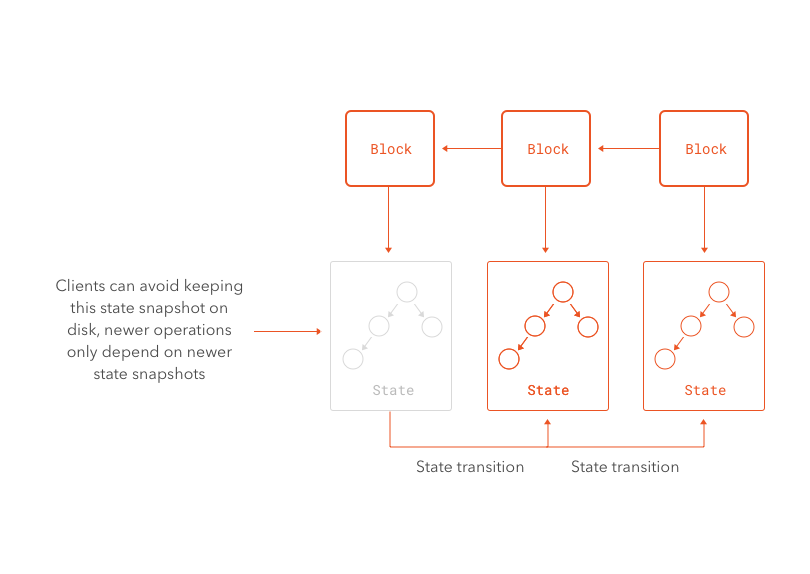 Block
Block
Block
Clients can avoid keeping
this state snapshot on
disk, newer operations
only depend on newer
state snapshots
State
State
State
State transition
State transition